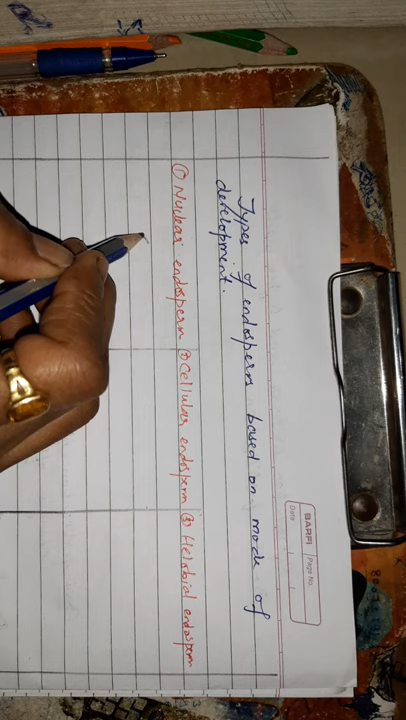 BARFI
Page No.
Date
Types of endosperm based on mode of
development.
① Nuclear endosperm ② Cellular endosperm ③ Helobial endosperm